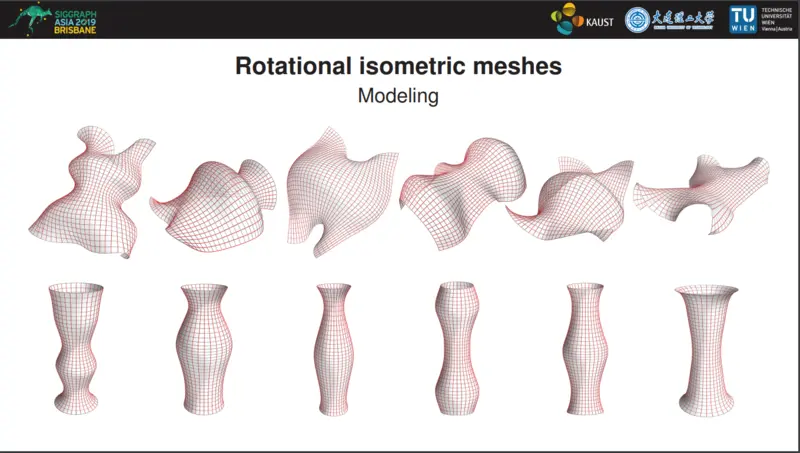 SIGGRAPH
ASIA 2019
BRISBANE
KAUST
大连理工大学
TU
WIEN
TECHNISCHE
UNIVERSITÄT
WIEN
Vienna | Austria
Rotational isometric meshes
Modeling